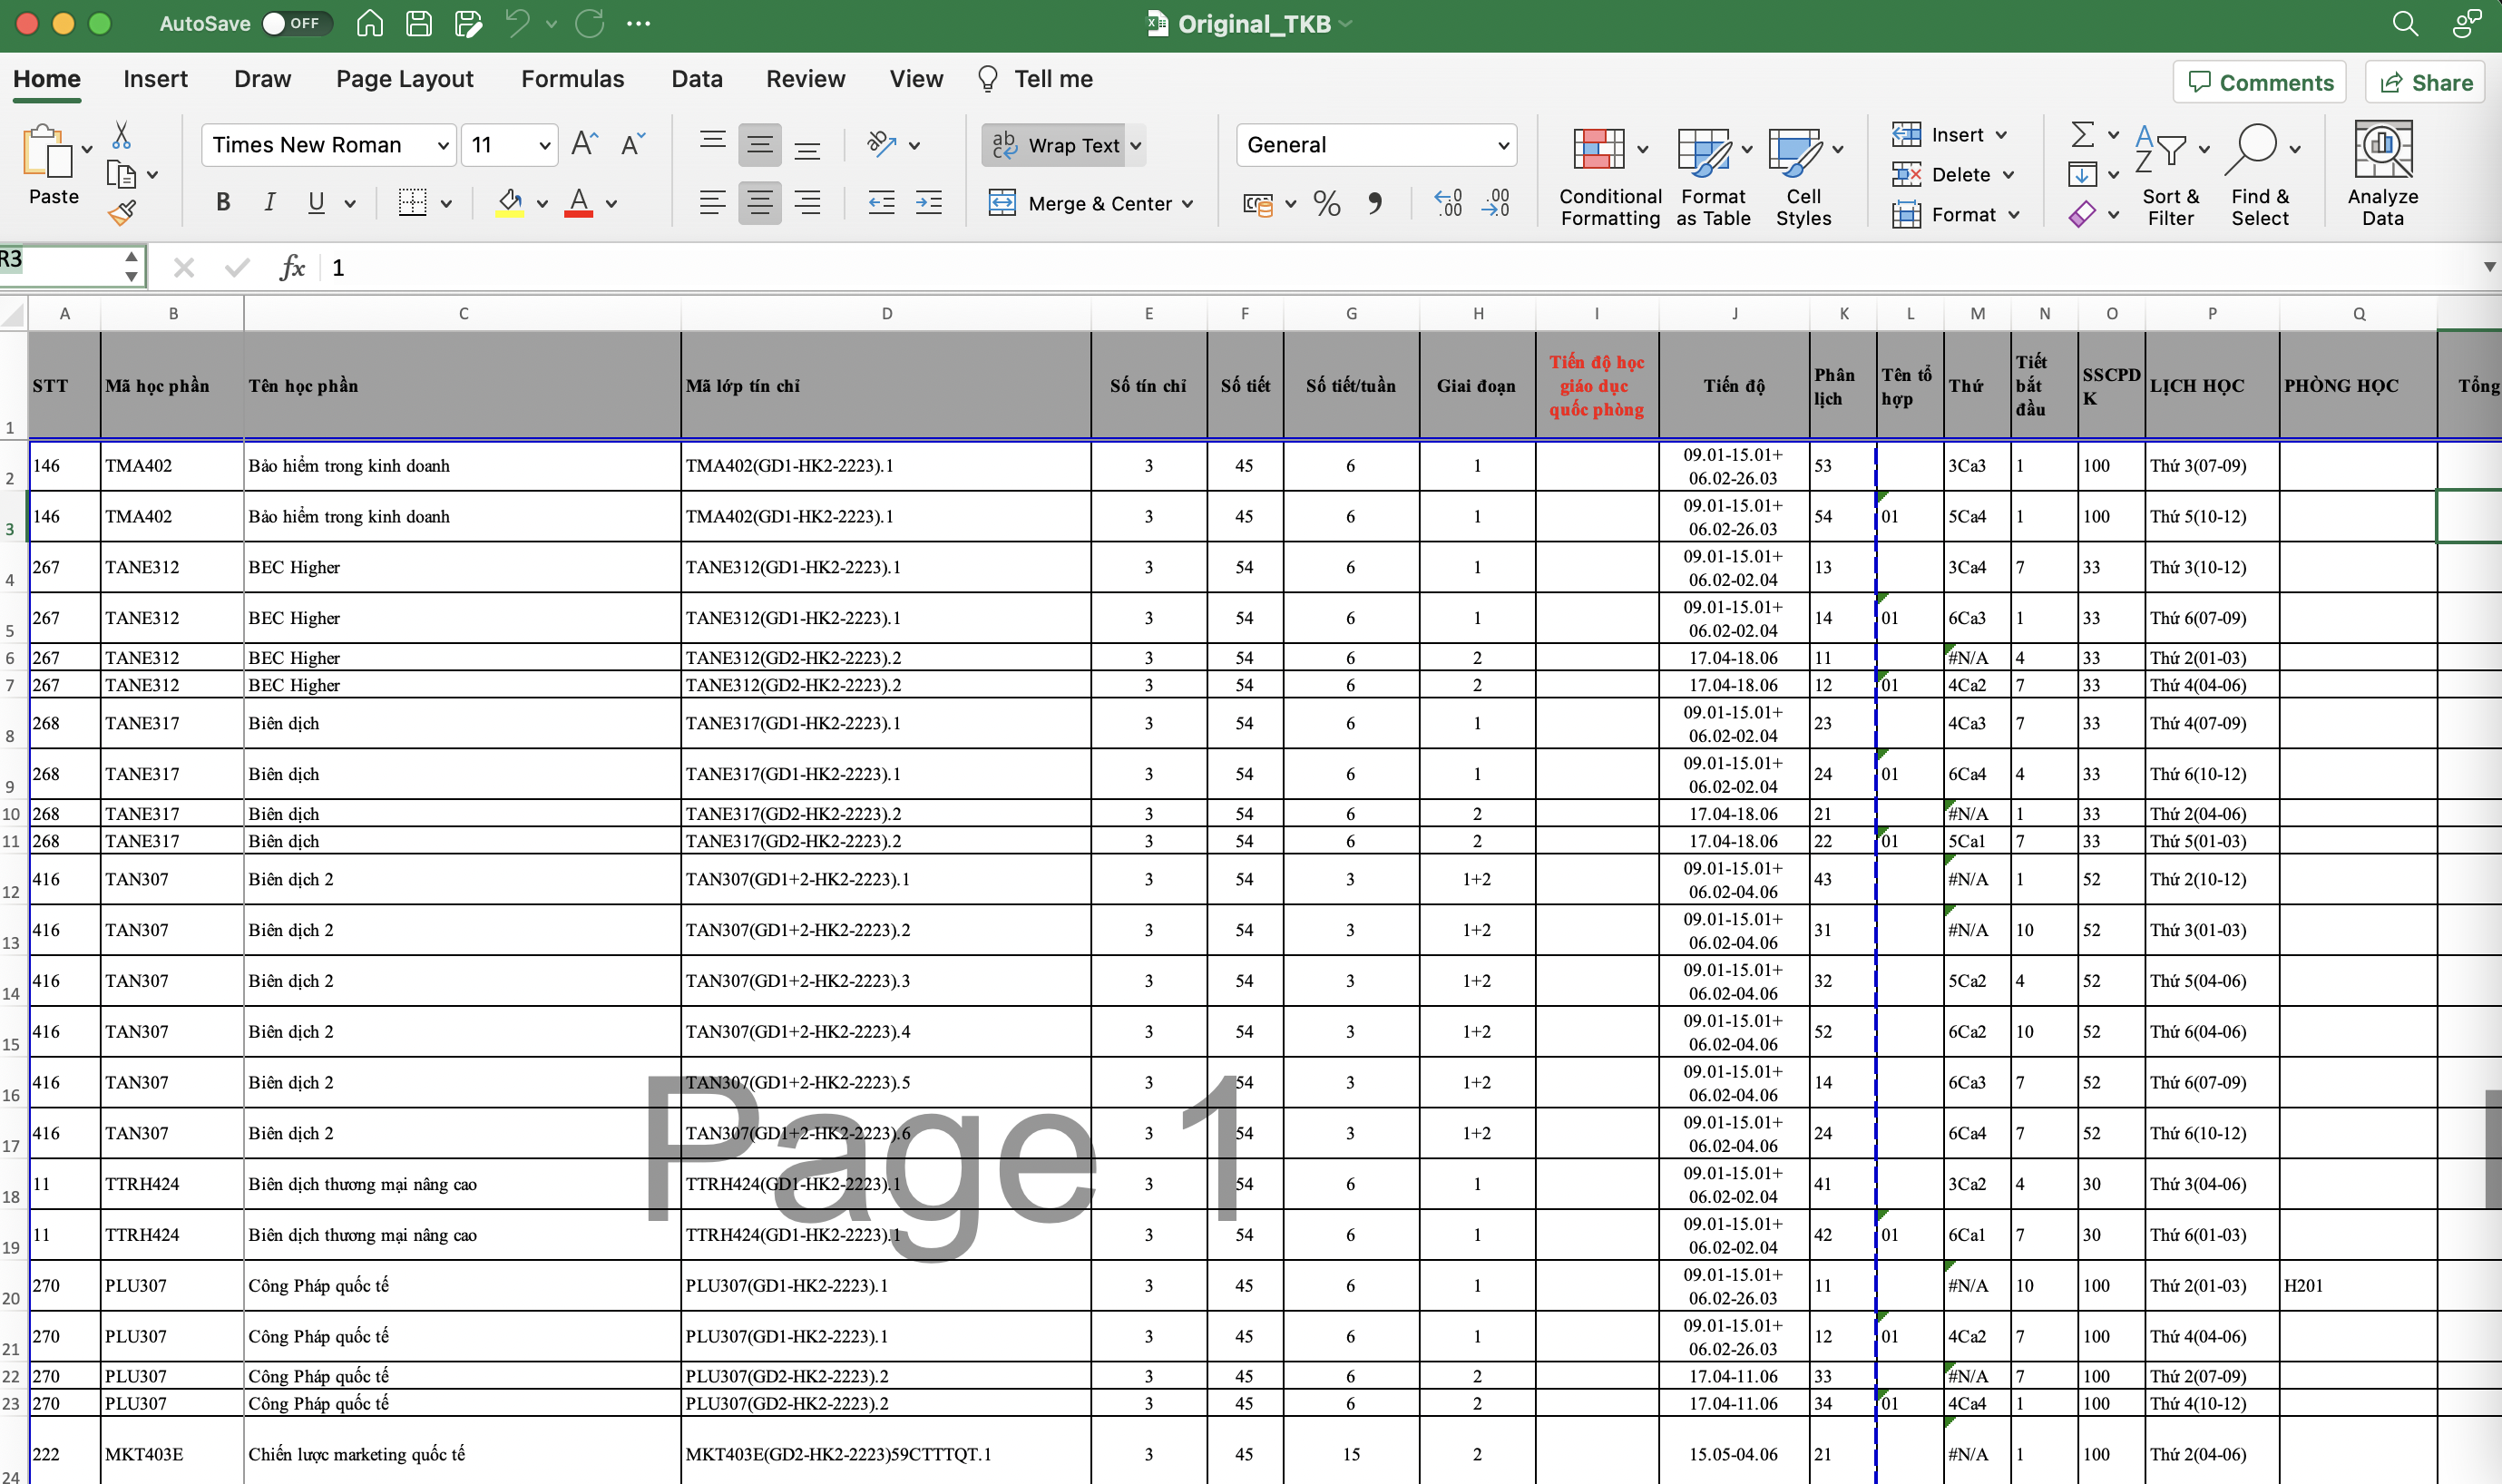 AutoSave OFF Original_TKB
Home Insert Draw Page Layout Formulas Data Review View Tell me Comments Share
Paste Times New Roman 11 A A Wrap Text General Conditional Formatting Format as Table Cell Styles Insert Sort & Filter Find & Select Analyze Data
B I U A Merge & Center % Delete
Format
R3 fx 1
A B C D E F G H I J K L M N O P Q
1 STT Mã học phần Tên học phần Mã lớp tín chỉ Số tín chỉ Số tiết Số tiết/tuần Giai đoạn Tiến độ học giáo dục quốc phòng Tiến độ Phân lịch Tên tổ hợp Thứ Tiết bắt đầu SSCPDK LỊCH HỌC PHÒNG HỌC Tổng
2 146 TMA402 Bảo hiểm trong kinh doanh TMA402(GD1-HK2-2223).1 3 45 6 1 09.01-15.01+ 06.02-26.03 53 3Ca3 1 100 Thứ 3(07-09)
3 146 TMA402 Bảo hiểm trong kinh doanh TMA402(GD1-HK2-2223).1 3 45 6 1 09.01-15.01+ 06.02-26.03 54 01 5Ca4 1 100 Thứ 5(10-12)
4 267 TANE312 BEC Higher TANE312(GD1-HK2-2223).1 3 54 6 1 09.01-15.01+ 06.02-02.04 13 3Ca4 7 33 Thứ 3(10-12)
5 267 TANE312 BEC Higher TANE312(GD1-HK2-2223).1 3 54 6 1 09.01-15.01+ 06.02-02.04 14 01 6Ca3 1 33 Thứ 6(07-09)
6 267 TANE312 BEC Higher TANE312(GD2-HK2-2223).2 3 54 6 2 17.04-18.06 11 #N/A 4 33 Thứ 2(01-03)
7 267 TANE312 BEC Higher TANE312(GD2-HK2-2223).2 3 54 6 2 17.04-18.06 12 01 4Ca2 7 33 Thứ 4(04-06)
8 268 TANE317 Biên dịch TANE317(GD1-HK2-2223).1 3 54 6 1 09.01-15.01+ 06.02-02.04 23 4Ca3 7 33 Thứ 4(07-09)
9 268 TANE317 Biên dịch TANE317(GD1-HK2-2223).1 3 54 6 1 09.01-15.01+ 06.02-02.04 24 01 6Ca4 4 33 Thứ 6(10-12)
10 268 TANE317 Biên dịch TANE317(GD2-HK2-2223).2 3 54 6 2 17.04-18.06 21 #N/A 1 33 Thứ 2(04-06)
11 268 TANE317 Biên dịch TANE317(GD2-HK2-2223).2 3 54 6 2 17.04-18.06 22 01 5Ca1 7 33 Thứ 5(01-03)
12 416 TAN307 Biên dịch 2 TAN307(GD1+2-HK2-2223).1 3 54 3 1+2 09.01-15.01+ 06.02-04.06 43 #N/A 1 52 Thứ 2(10-12)
13 416 TAN307 Biên dịch 2 TAN307(GD1+2-HK2-2223).2 3 54 3 1+2 09.01-15.01+ 06.02-04.06 31 #N/A 10 52 Thứ 3(01-03)
14 416 TAN307 Biên dịch 2 TAN307(GD1+2-HK2-2223).3 3 54 3 1+2 09.01-15.01+ 06.02-04.06 32 5Ca2 4 52 Thứ 5(04-06)
15 416 TAN307 Biên dịch 2 TAN307(GD1+2-HK2-2223).4 3 54 3 1+2 09.01-15.01+ 06.02-04.06 52 6Ca2 10 52 Thứ 6(04-06)
16 416 TAN307 Biên dịch 2 TAN307(GD1+2-HK2-2223).5 3 54 3 1+2 09.01-15.01+ 06.02-04.06 14 6Ca3 7 52 Thứ 6(07-09)
17 416 TAN307 Biên dịch 2 TAN307(GD1+2-HK2-2223).6 3 54 3 1+2 09.01-15.01+ 06.02-04.06 24 6Ca4 7 52 Thứ 6(10-12)
Page 1
18 11 TTRH424 Biên dịch thương mại nâng cao TTRH424(GD1-HK2-2223).1 3 54 6 1 09.01-15.01+ 06.02-02.04 41 3Ca2 4 30 Thứ 3(04-06)
19 11 TTRH424 Biên dịch thương mại nâng cao TTRH424(GD1-HK2-2223).1 3 54 6 1 09.01-15.01+ 06.02-02.04 42 01 6Ca1 7 30 Thứ 6(01-03)
20 270 PLU307 Công Pháp quốc tế PLU307(GD1-HK2-2223).1 3 45 6 1 09.01-15.01+ 06.02-26.03 11 #N/A 10 100 Thứ 2(01-03) H201
21 270 PLU307 Công Pháp quốc tế PLU307(GD1-HK2-2223).1 3 45 6 1 09.01-15.01+ 06.02-26.03 12 01 4Ca2 7 100 Thứ 4(04-06)
22 270 PLU307 Công Pháp quốc tế PLU307(GD2-HK2-2223).2 3 45 6 2 17.04-11.06 33 #N/A 7 100 Thứ 2(07-09)
23 270 PLU307 Công Pháp quốc tế PLU307(GD2-HK2-2223).2 3 45 6 2 17.04-11.06 34 01 4Ca4 1 100 Thứ 4(10-12)
24 222 MKT403E Chiến lược marketing quốc tế MKT403E(GD2-HK2-2223)59CTTTQT.1 3 45 15 2 15.05-04.06 21 #N/A 1 100 Thứ 2(04-06)